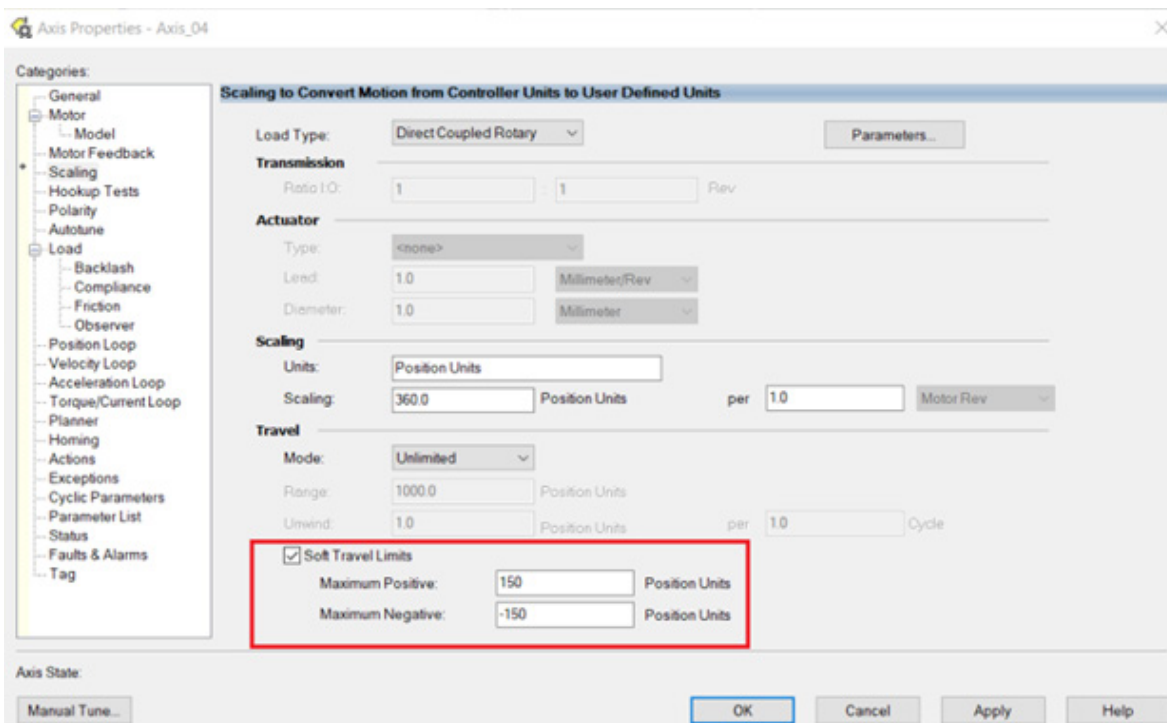 Axis Properties - Axis_04
Categories:
General
Motor
Model
Motor Feedback
Scaling
Hookup Tests
Polarity
Autotune
Load
Backlash
Compliance
Friction
Observer
Position Loop
Velocity Loop
Acceleration Loop
Torque/Current Loop
Planner
Homing
Actions
Exceptions
Cyclic Parameters
Parameter List
Status
Faults & Alarms
Tag
Scaling to Convert Motion from Controller Units to User Defined Units
Load Type: Direct Coupled Rotary Parameters...
Transmission
Ratio I:O: 1 : 1 Rev
Actuator
Type: <none>
Lead: 1.0 Millimeter/Rev
Diameter: 1.0 Millimeter
Scaling
Units: Position Units
Scaling: 360.0 Position Units per 1.0 Motor Rev
Travel
Mode: Unlimited
Range: 1000.0 Position Units
Unwind: 1.0 Position Units per 1.0 Cycle
Soft Travel Limits
Maximum Positive: 150 Position Units
Maximum Negative: -150 Position Units
Axis State:
Manual Tune... OK Cancel Apply Help